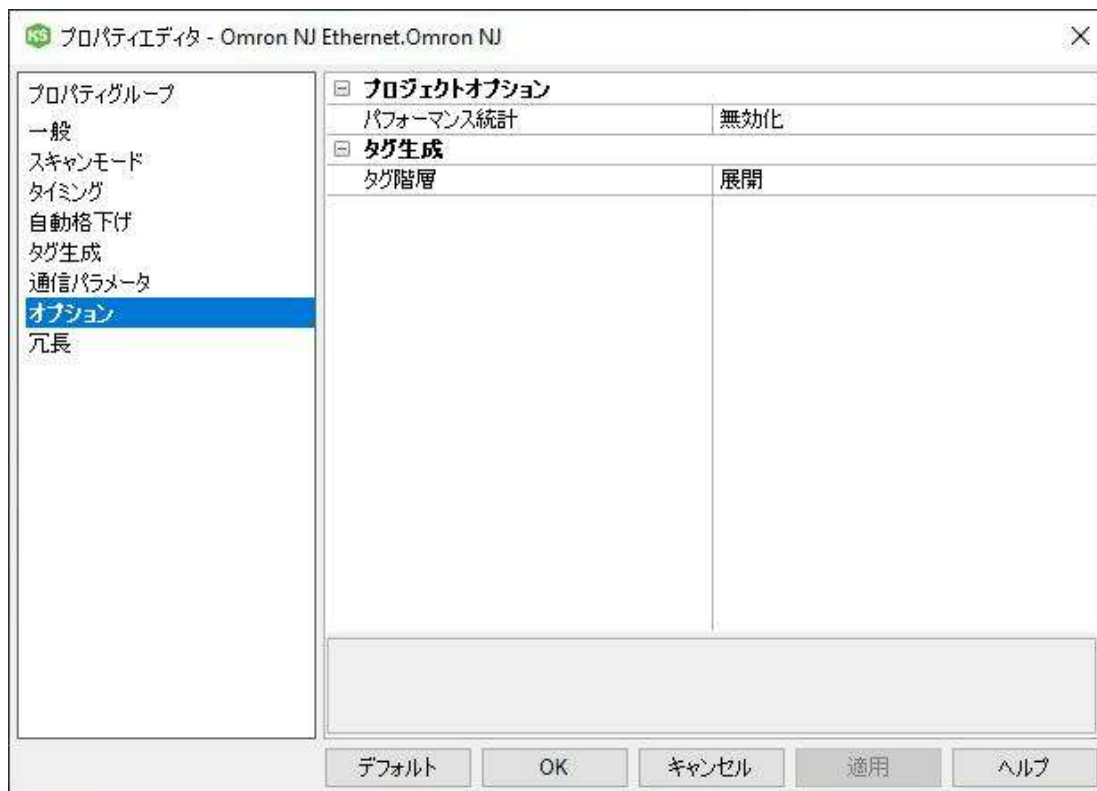 KS プロパティエディタ - Omron NJ Ethernet.Omron NJ
プロパティグループ
一般
スキャンモード
タイミング
自動格下げ
タグ生成
通信パラメータ
オプション
冗長
プロジェクトオプション
パフォーマンス統計 無効化
タグ生成
タグ階層 展開
デフォルト OK キャンセル 適用 ヘルプ